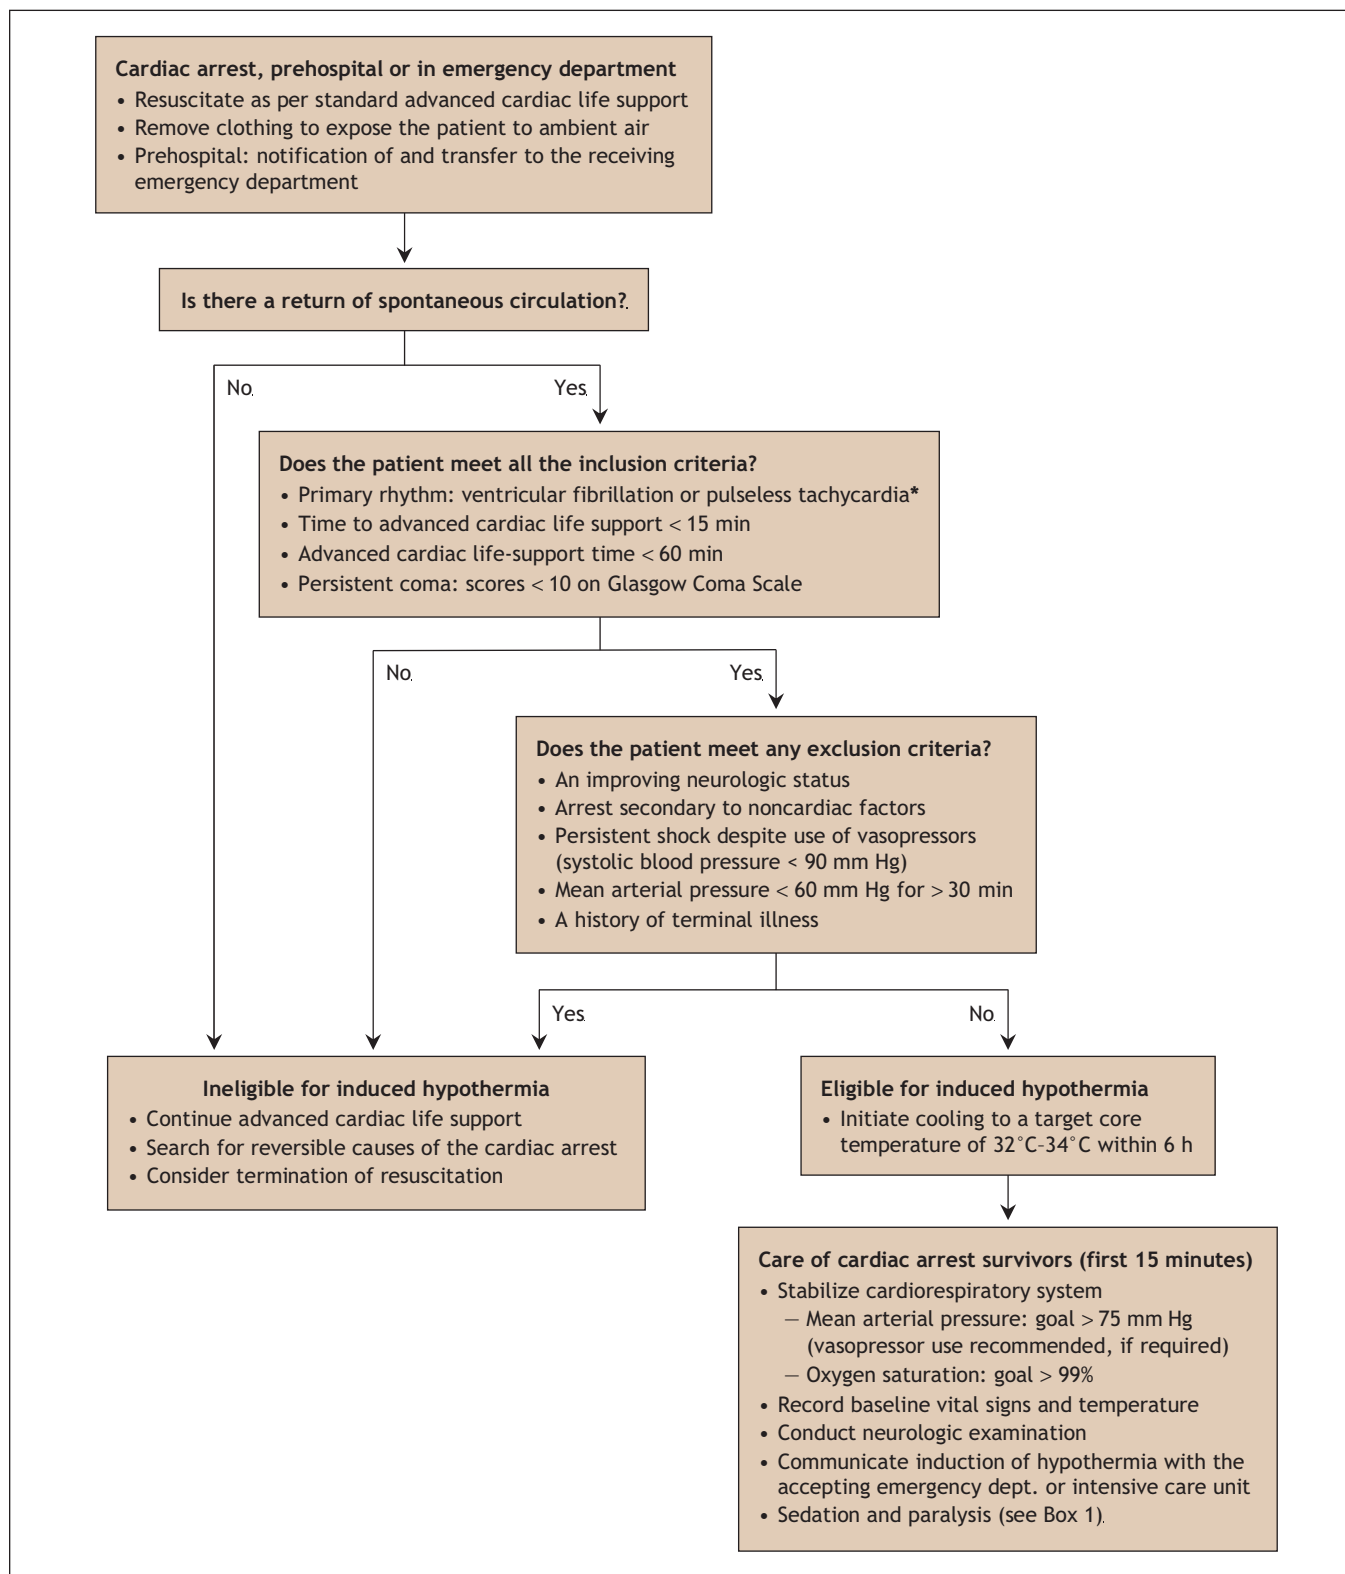 Cardiac arrest, prehospital or in emergency department
• Resuscitate as per standard advanced cardiac life support
• Remove clothing to expose the patient to ambient air
• Prehospital: notification of and transfer to the receiving
emergency department
Is there a return of spontaneous circulation?
No
Yes
Does the patient meet all the inclusion criteria?
• Primary rhythm: ventricular fibrillation or pulseless tachycardia*
• Time to advanced cardiac life support < 15 min
• Advanced cardiac life-support time < 60 min
• Persistent coma: scores < 10 on Glasgow Coma Scale
No
Yes
Does the patient meet any exclusion criteria?
• An improving neurologic status
• Arrest secondary to noncardiac factors
• Persistent shock despite use of vasopressors
(systolic blood pressure < 90 mm Hg)
• Mean arterial pressure < 60 mm Hg for > 30 min
• A history of terminal illness
Yes
No
Ineligible for induced hypothermia
• Continue advanced cardiac life support
• Search for reversible causes of the cardiac arrest
• Consider termination of resuscitation
Eligible for induced hypothermia
• Initiate cooling to a target core
temperature of 32°C–34°C within 6 h
Care of cardiac arrest survivors (first 15 minutes)
• Stabilize cardiorespiratory system
— Mean arterial pressure: goal > 75 mm Hg
(vasopressor use recommended, if required)
— Oxygen saturation: goal > 99%
• Record baseline vital signs and temperature
• Conduct neurologic examination
• Communicate induction of hypothermia with the
accepting emergency dept. or intensive care unit
• Sedation and paralysis (see Box 1)